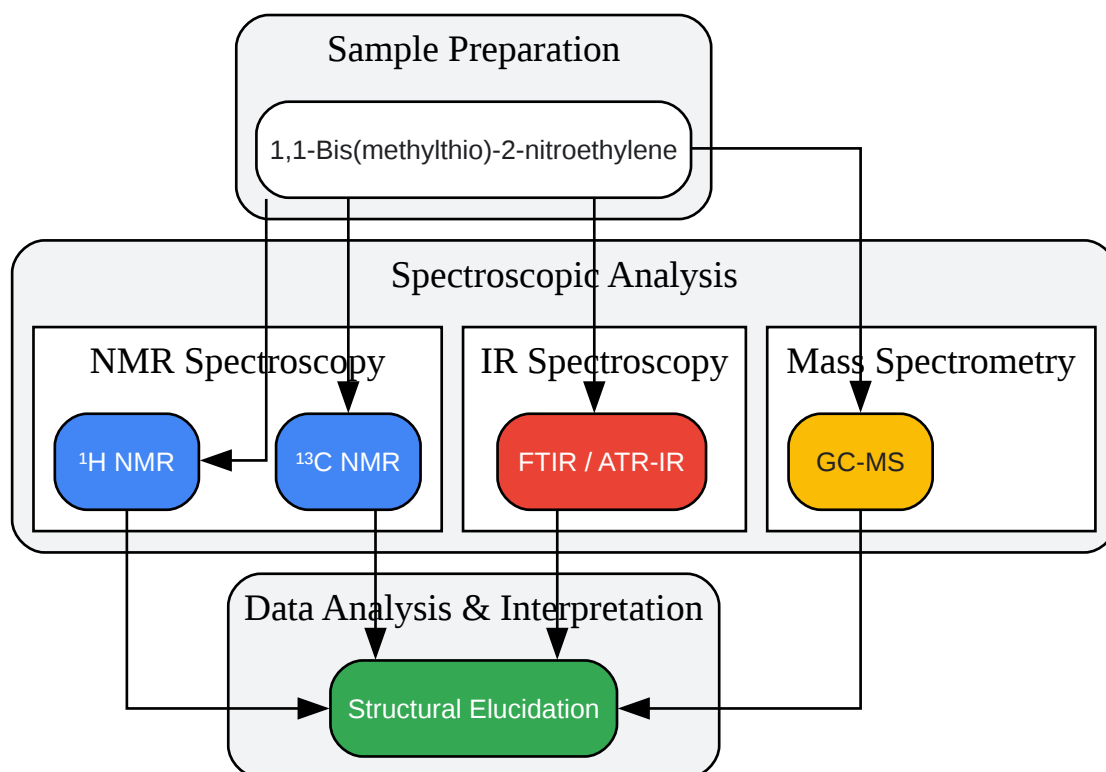 Sample Preparation
1,1-Bis(methylthio)-2-nitroethylene
Spectroscopic Analysis
NMR Spectroscopy
IR Spectroscopy
Mass Spectrometry
¹H NMR
¹³C NMR
FTIR / ATR-IR
GC-MS
Data Analysis & Interpretation
Structural Elucidation